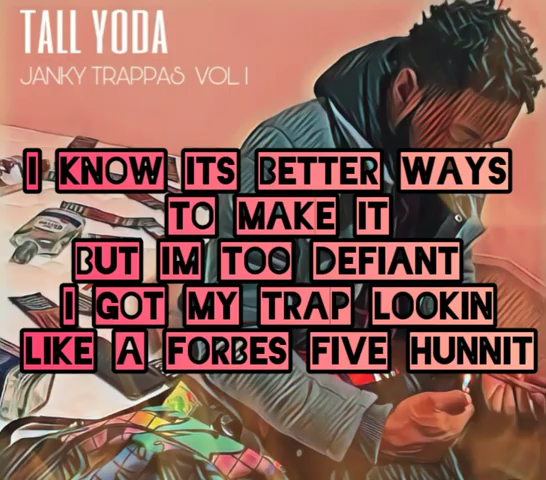 TALL YODA
JANKY TRAPPAS VOL I
I KNOW ITS BETTER WAYS
TO MAKE IT
BUT IM TOO DEFIANT
I GOT MY TRAP LOOKIN
LIKE A FORBES FIVE HUNNIT